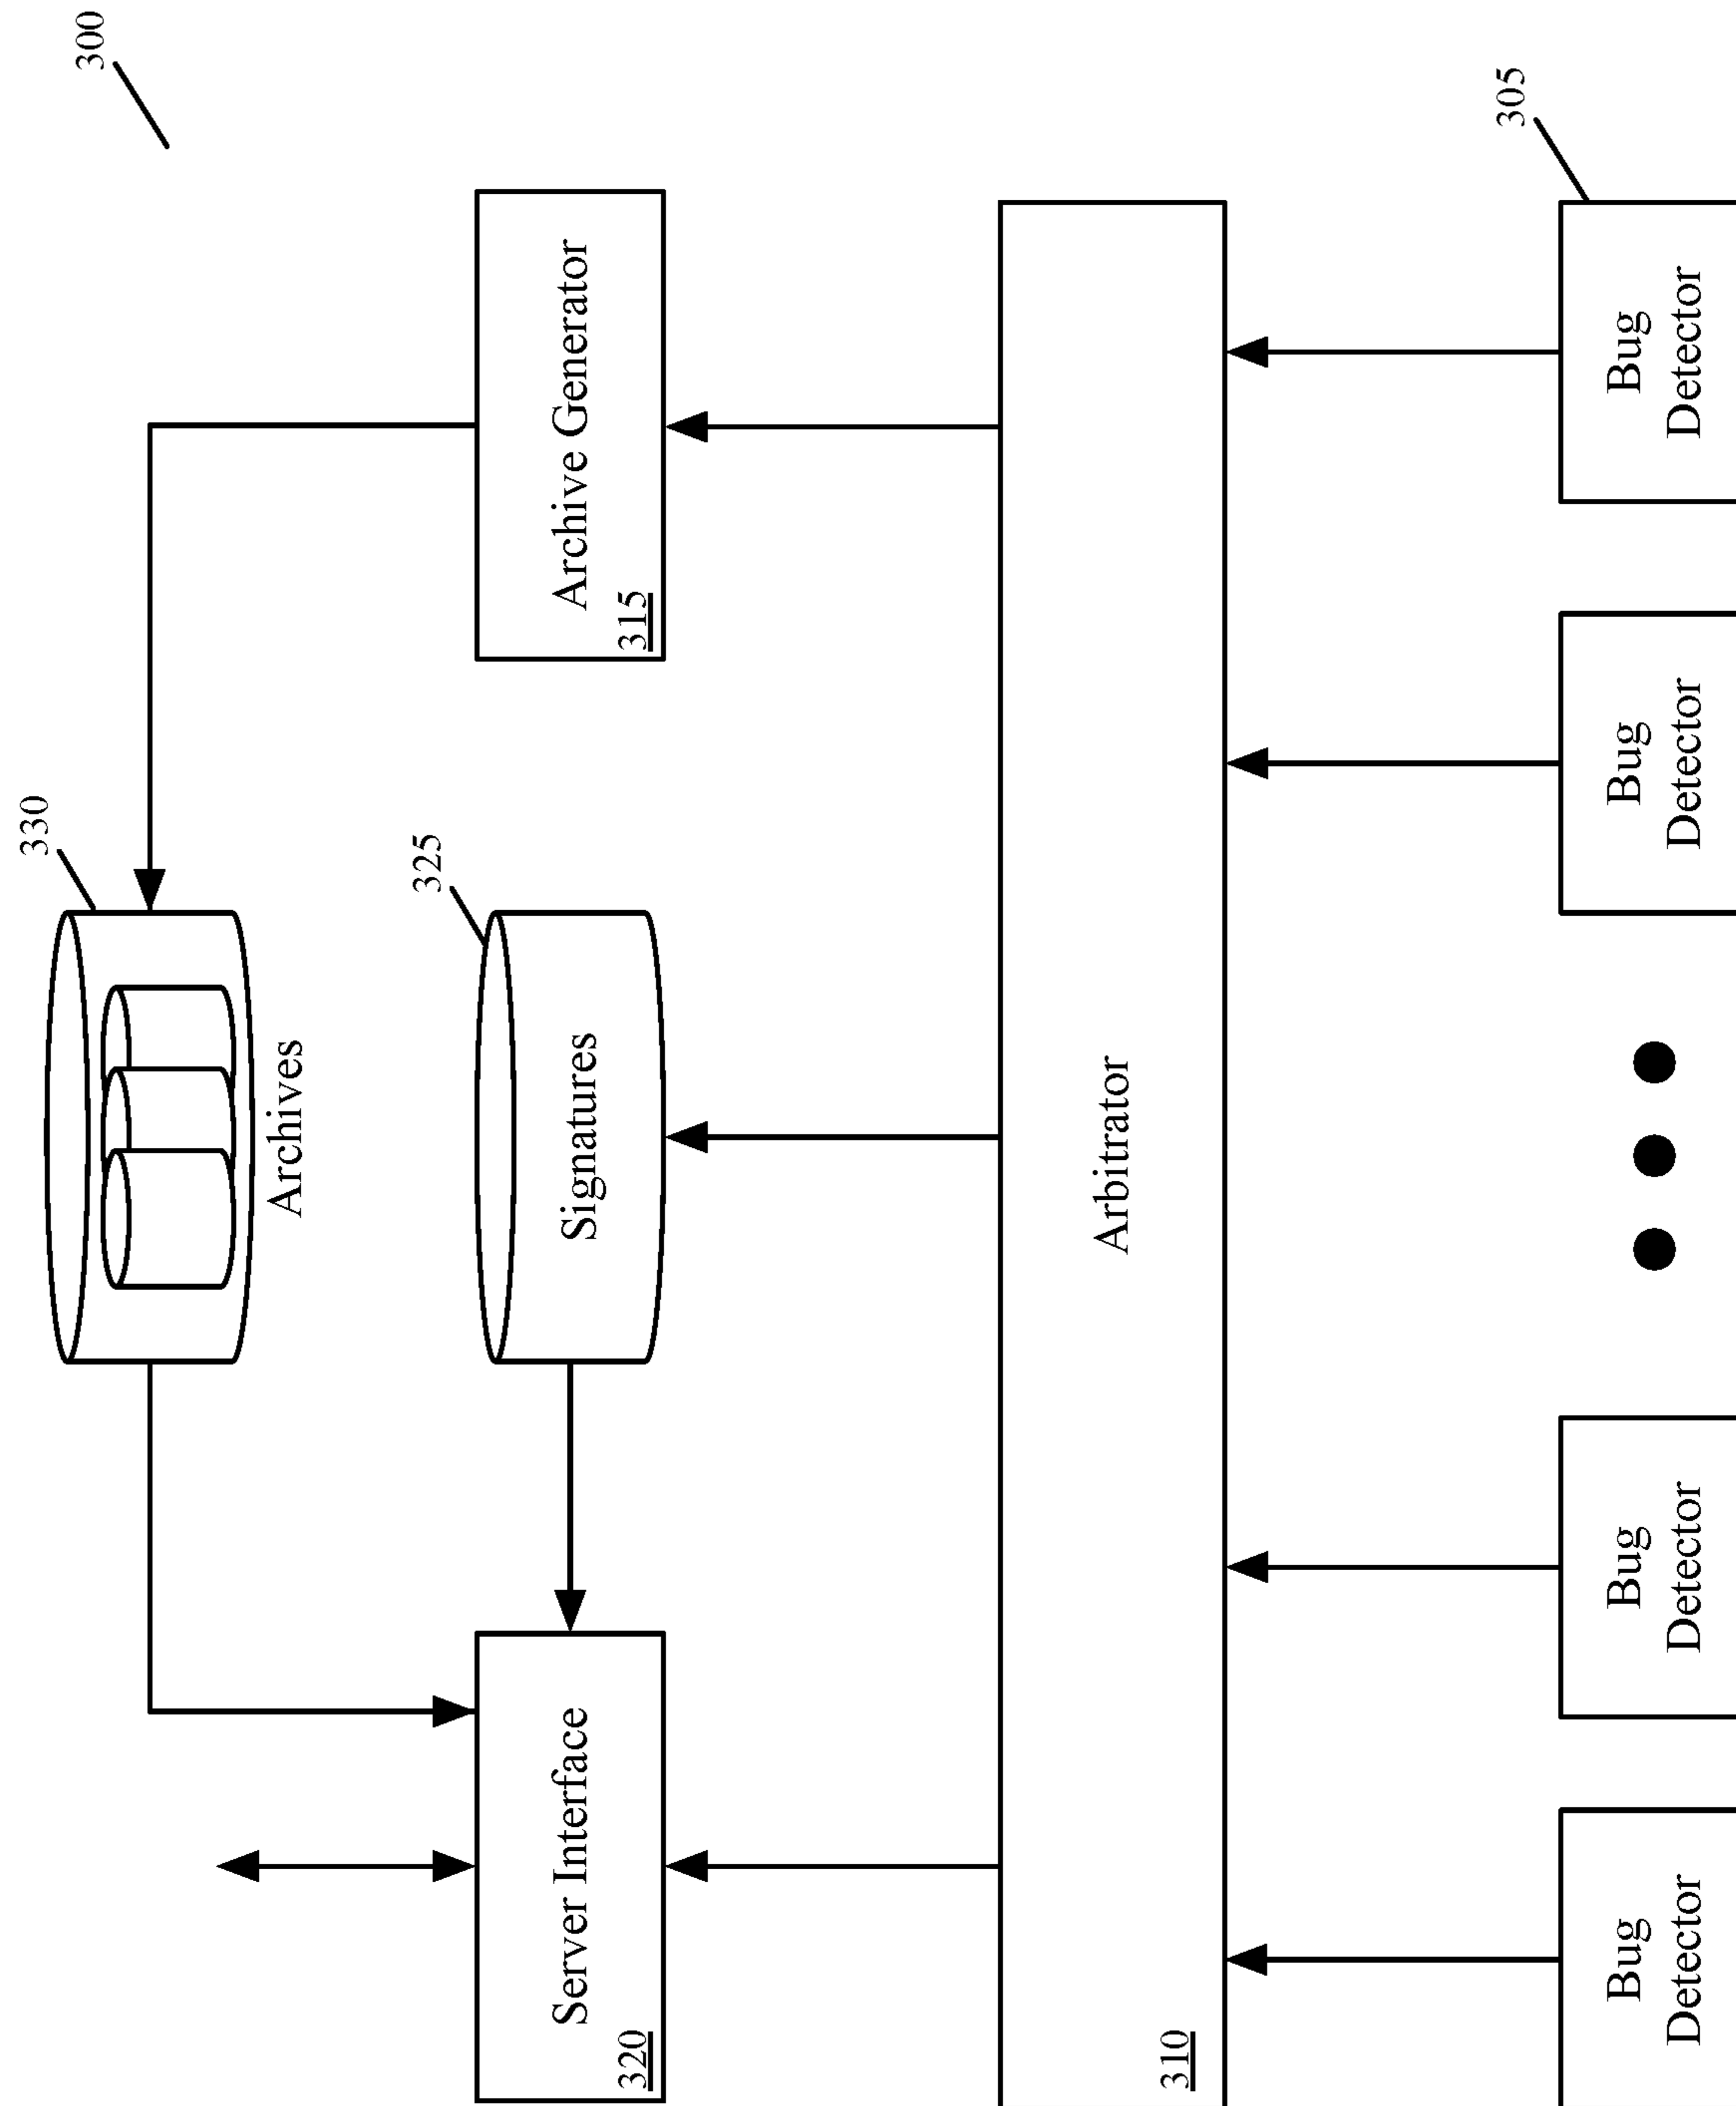 300
330
Archives
325
Server Interface
320
Signatures
Archive Generator
315
Arbitrator
310
305
Bug
Detector
Bug
Detector
Bug
Detector
Bug
Detector